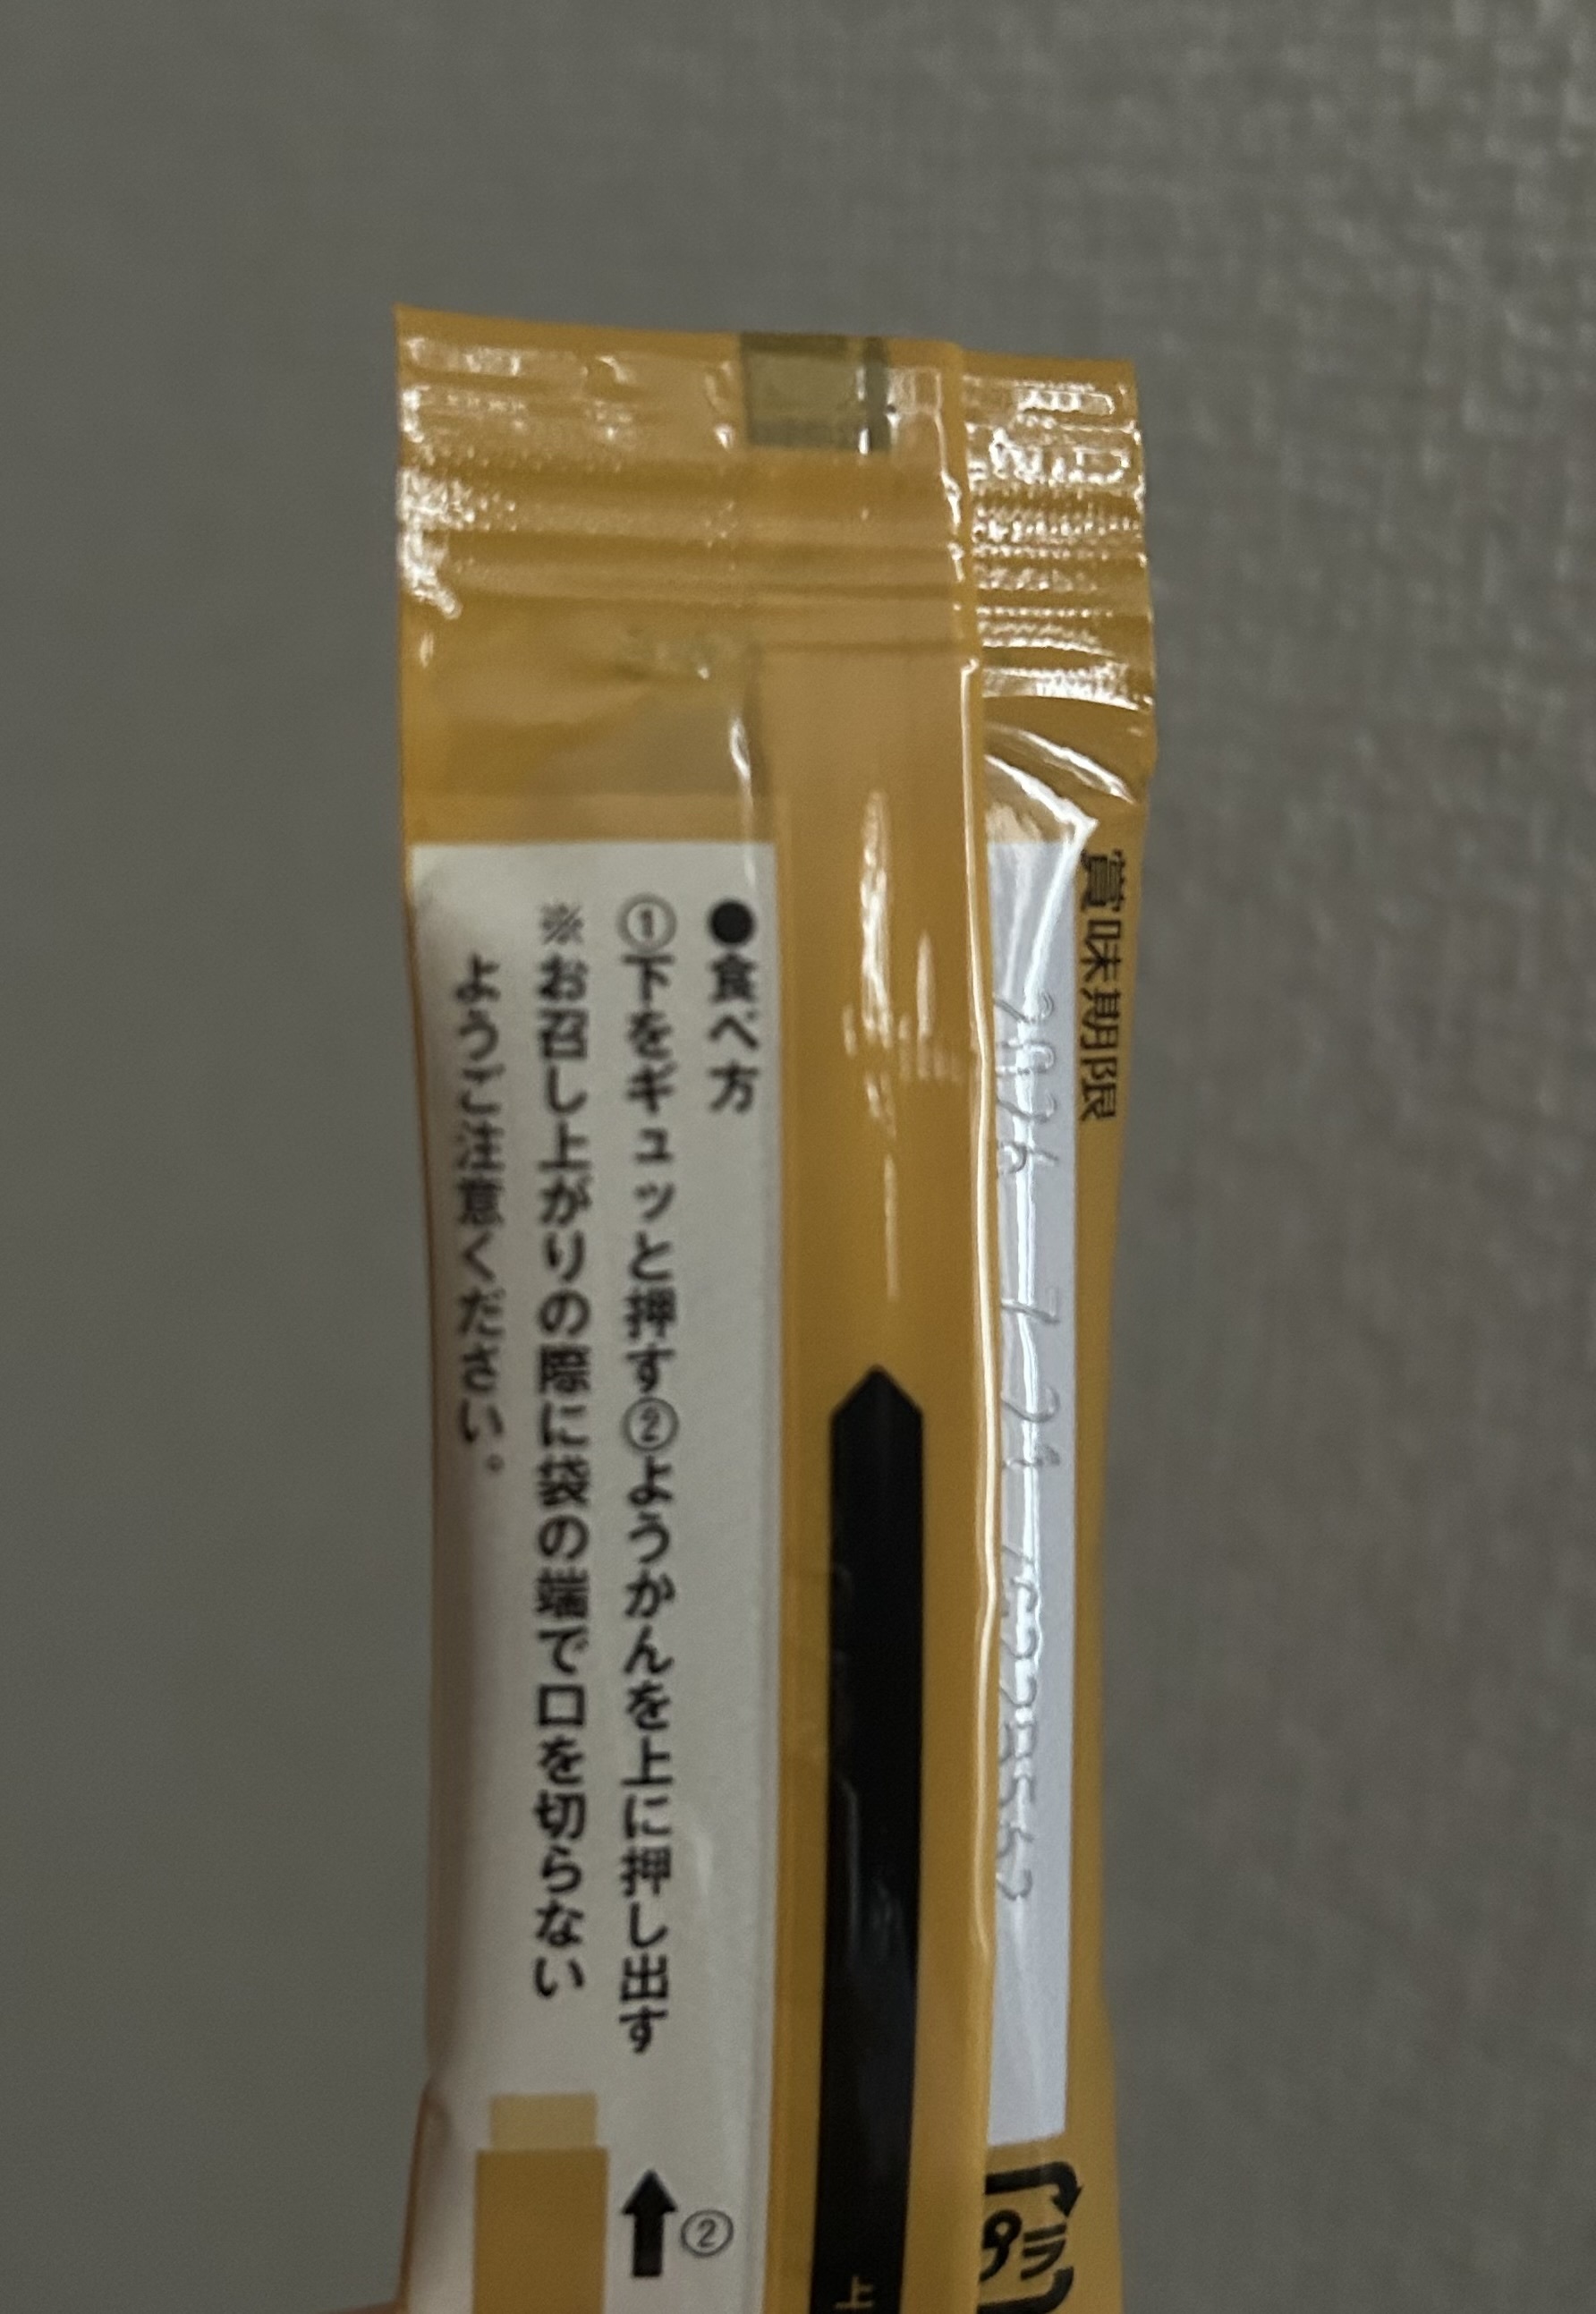 賞味期限
●食べ方
①下をギュッと押す②ようかんを上に押し出す
※お召し上がりの際に袋の端で口を切らない
ようご注意ください。
②
上
プラ